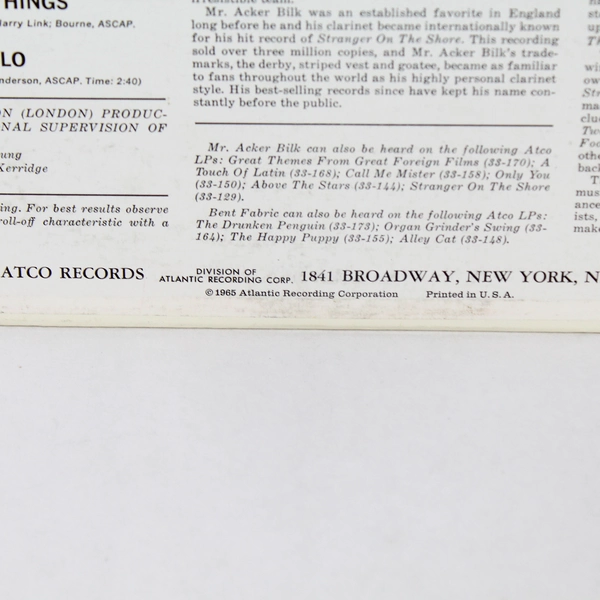 THINGS
Harry Link; Bourne, ASCAP.
LO
nderson, ASCAP. Time: 2:40)
ON (LONDON) PRODUC-
NAL SUPERVISION OF
ung
Kerridge
ing. For best results observe
roll-off characteristic with a
Mr. Acker Bilk was an established favorite in England
long before he and his clarinet became internationally known
for his hit record of Stranger On The Shore. This recording
sold over three million copies, and Mr. Acker Bilk's trade-
marks, the derby, striped vest and goatee, became as familiar
to fans throughout the world as his highly personal clarinet
style. His best-selling records since have kept his name con-
stantly before the public.
Mr. Acker Bilk can also be heard on the following Atco
LPs: Great Themes From Great Foreign Films (33-170); A
Touch Of Latin (33-168); Call Me Mister (33-158); Only You
(33-150); Above The Stars (33-144); Stranger On The Shore
(33-129).
Bent Fabric can also be heard on the following Atco LPs:
The Drunken Penguin (33-173); Organ Grinder's Swing (33-
164); The Happy Puppy (33-155); Alley Cat (33-148).
ATCO RECORDS DIVISION OF ATLANTIC RECORDING CORP. 1841 BROADWAY, NEW YORK, N
©1965 Atlantic Recording Corporation Printed in U. S. A.